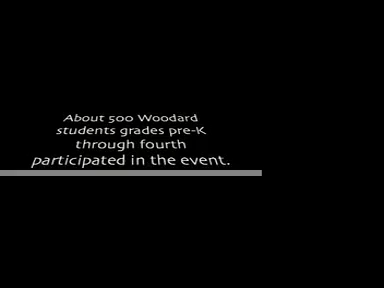 About 500 Woodard
students grades pre-K
through fourth
participated in the event.